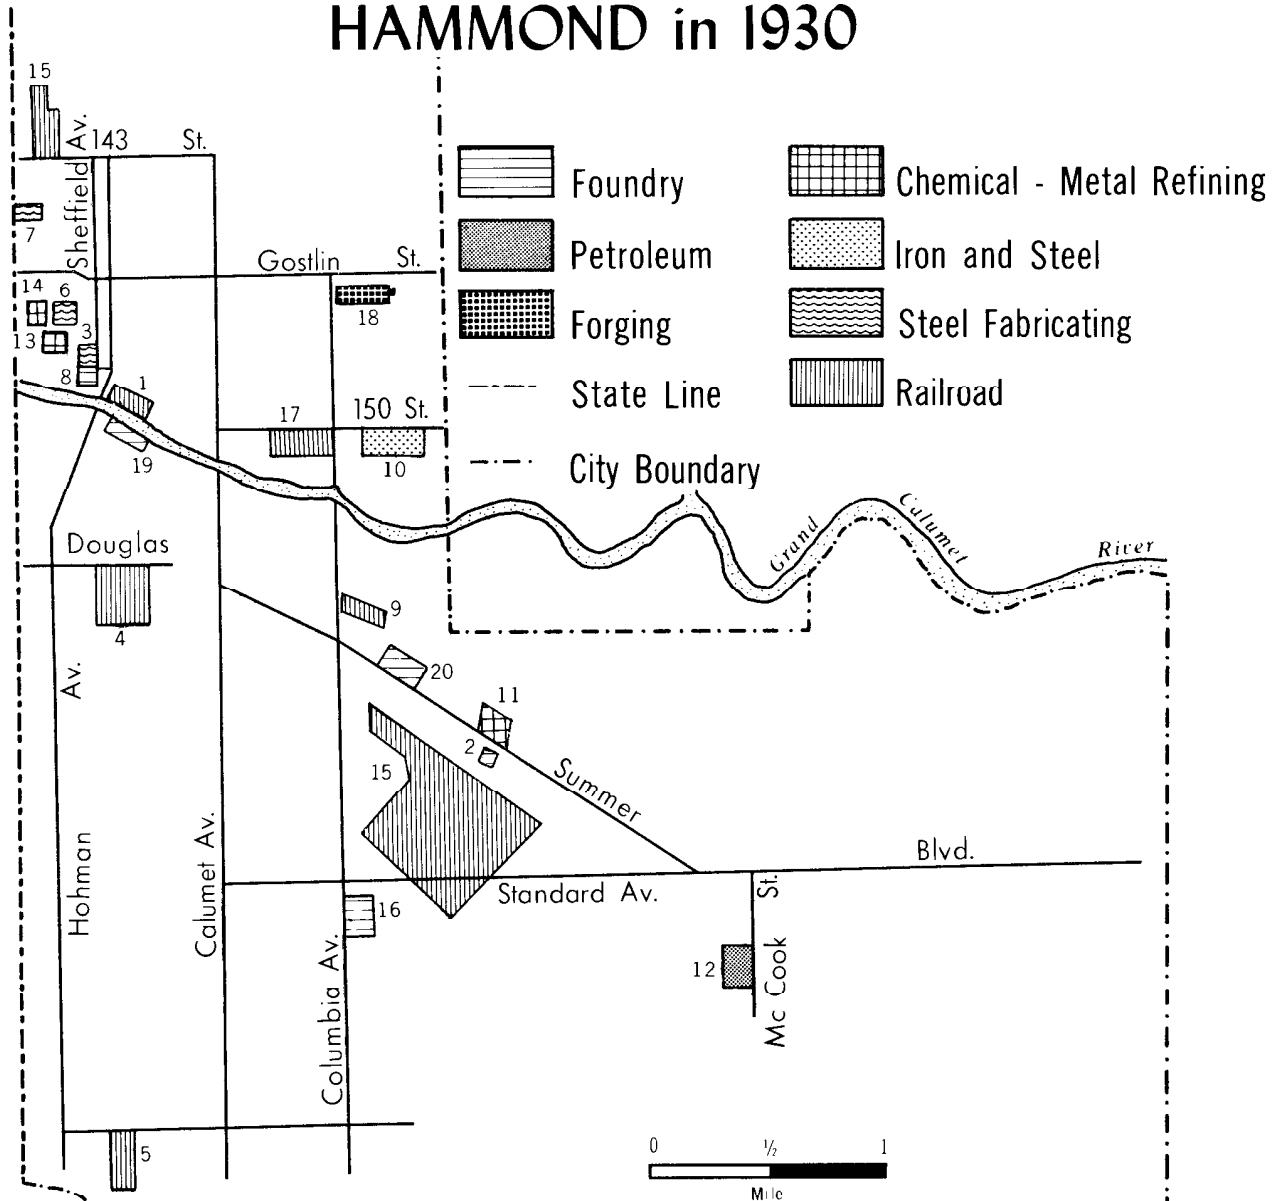 HAMMOND in 1930
15
Sheffield Av.
143 St.
Foundry
Chemical - Metal Refining
7
Gostlin St.
Petroleum
Iron and Steel
14
6
18
Forging
Steel Fabricating
13
3
8
1
State Line
Railroad
17
150 St.
19
10
City Boundary
Grand Calumet River
Douglas
4
9
20
11
2
15
Summer
Hohman Av.
Calumet Av.
Columbia Av.
Blvd.
Standard Av.
16
12
Mc Cook St.
5
0 ½ 1
Mile